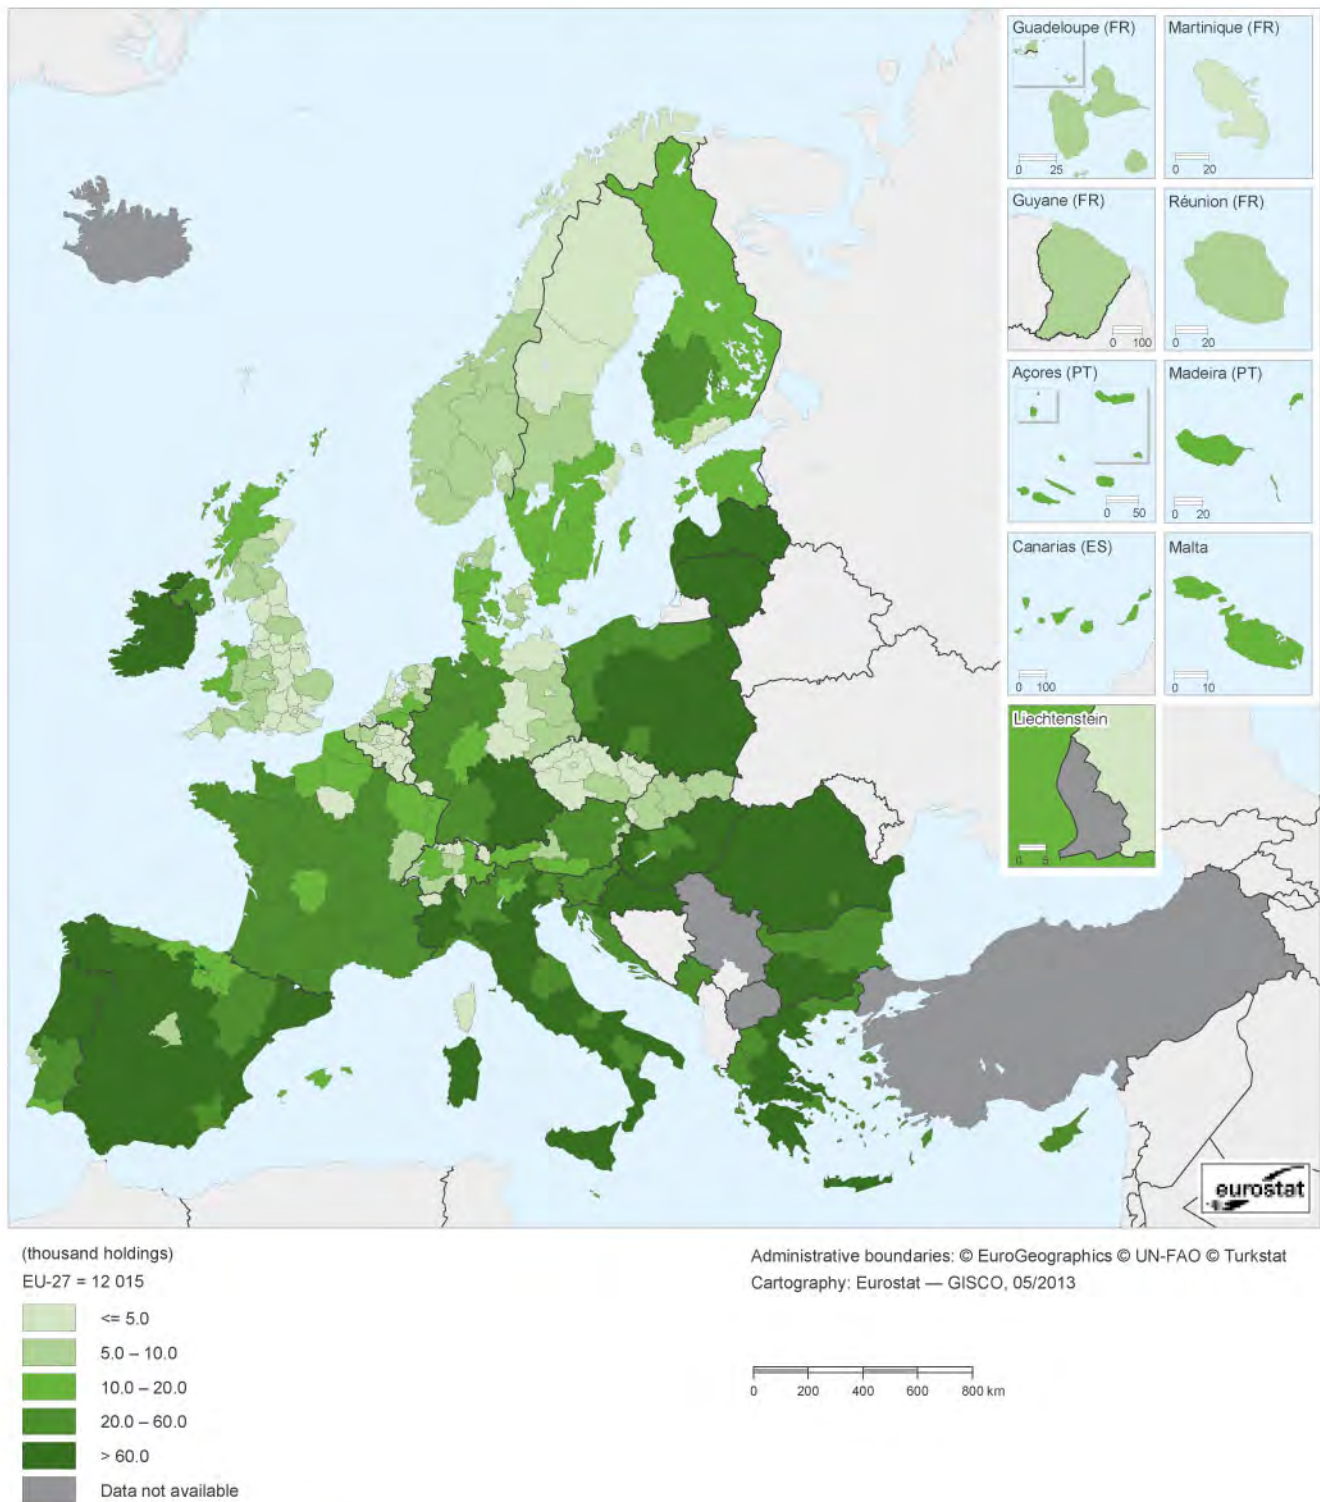 Guadeloupe (FR)
0 25
Martinique (FR)
0 20
Guyane (FR)
0 100
Réunion (FR)
0 20
Açores (PT)
0 50
Madeira (PT)
0 20
Canarias (ES)
0 100
Malta
0 10
Liechtenstein
0 5
eurostat
(thousand holdings)
EU-27 = 12 015
<= 5.0
5.0 – 10.0
10.0 – 20.0
20.0 – 60.0
> 60.0
Data not available
Administrative boundaries: © EuroGeographics © UN-FAO © Turkstat
Cartography: Eurostat — GISCO, 05/2013
0 200 400 600 800 km